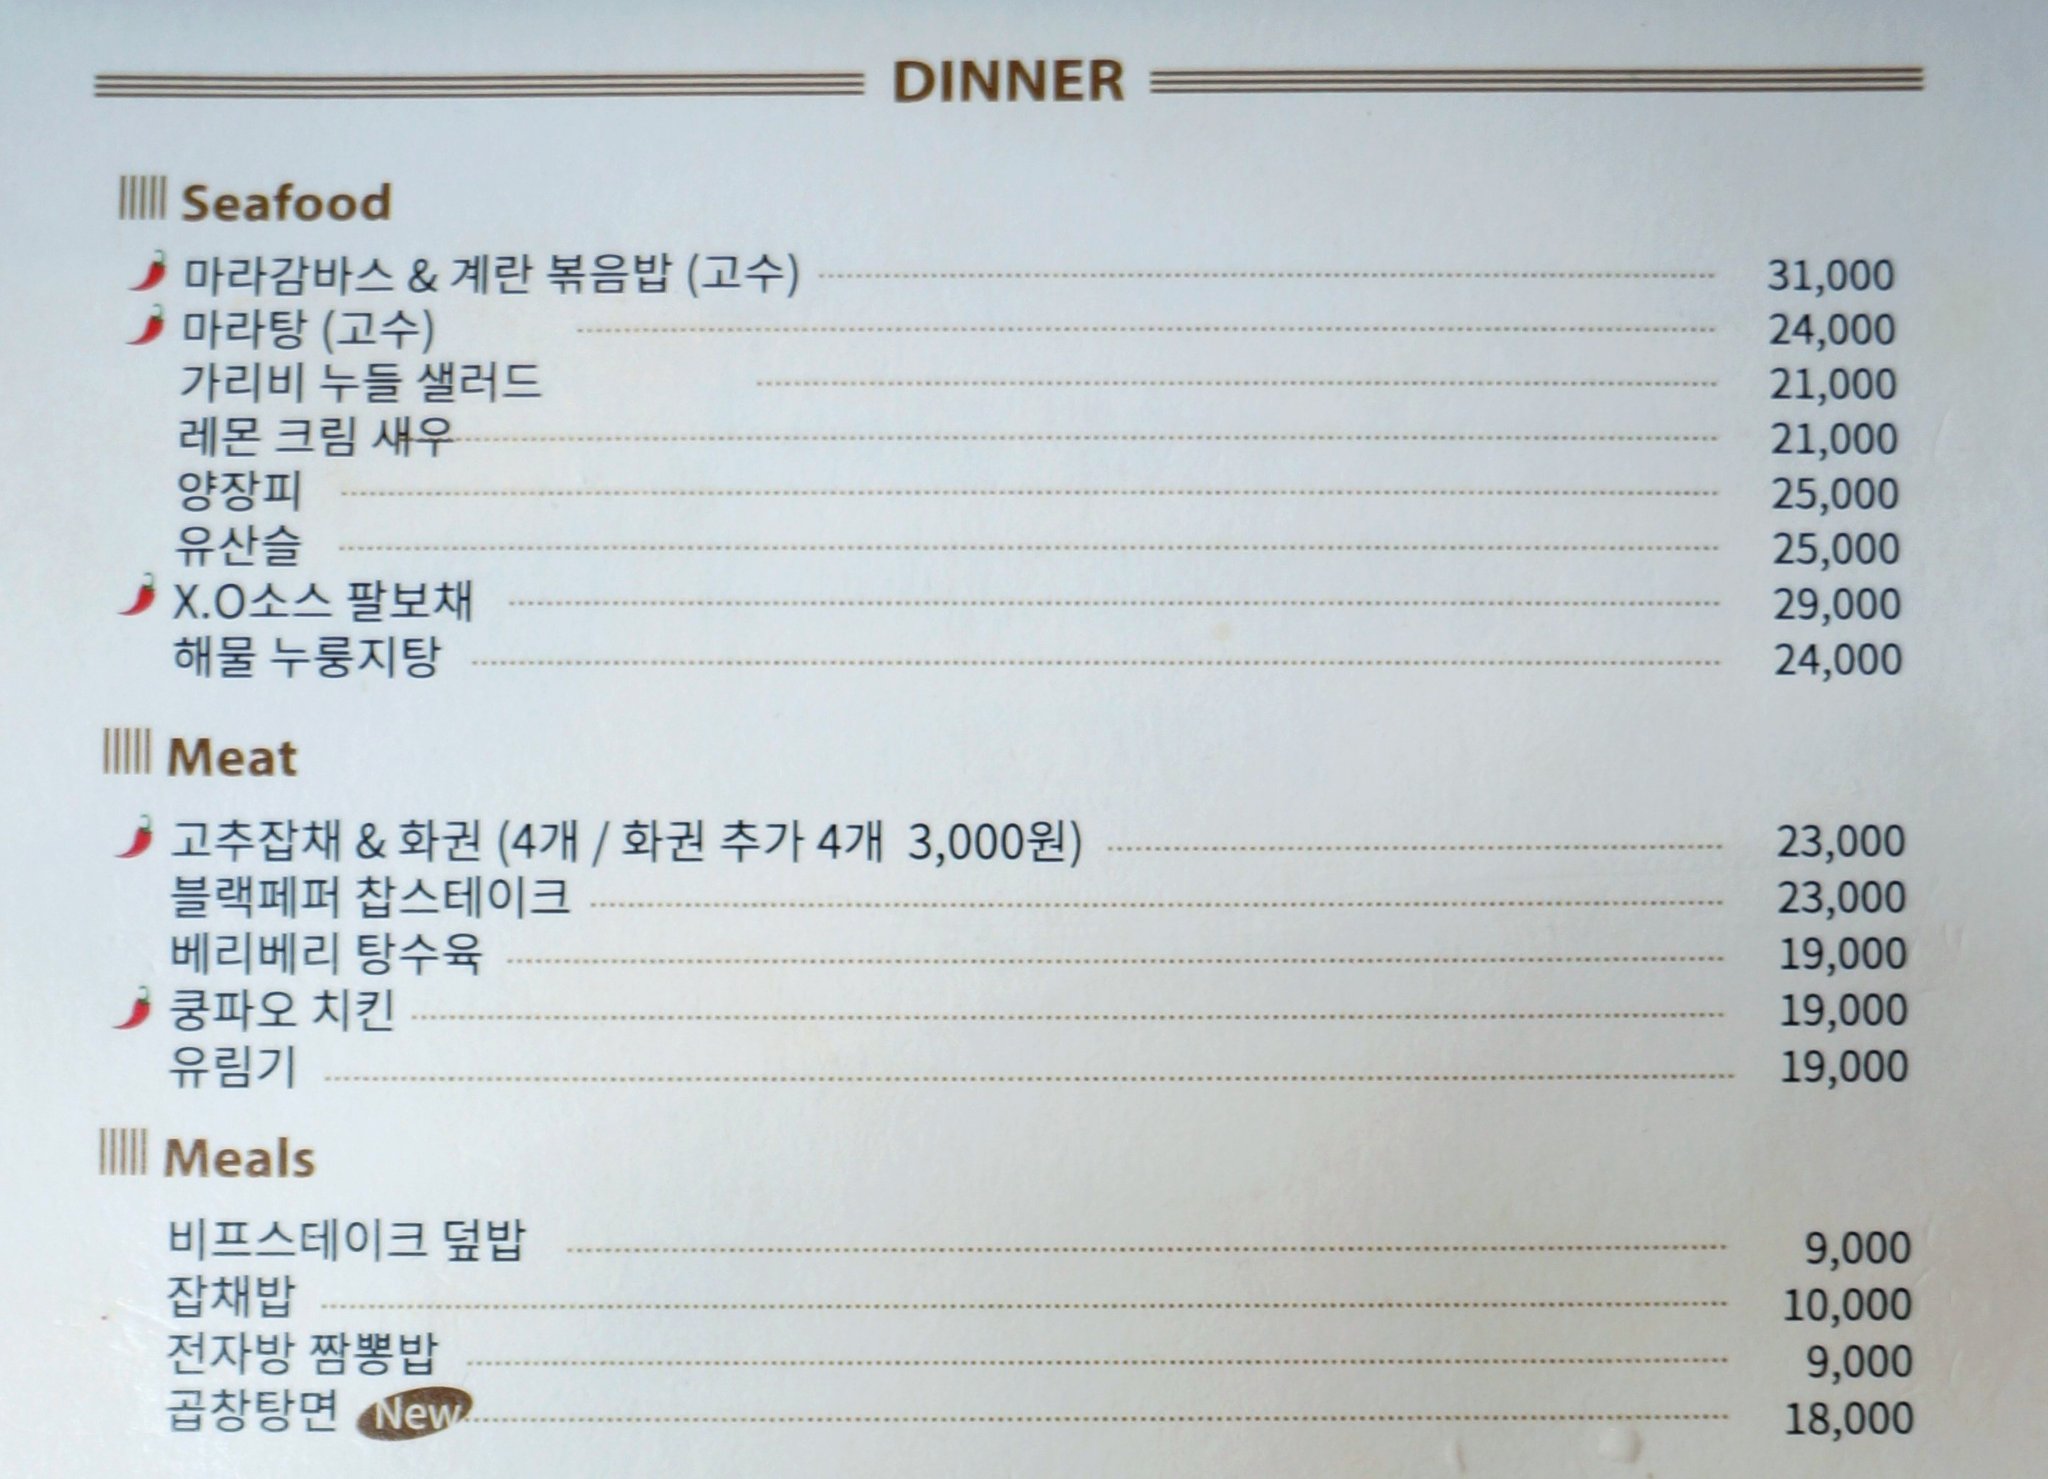 DINNER
Seafood
마라감바스 & 계란 볶음밥 (고수) 31,000
마라탕 (고수) 24,000
가리비 누들 샐러드 21,000
레몬 크림 새우 21,000
양장피 25,000
유산슬 25,000
X.O소스 팔보채 29,000
해물 누룽지탕 24,000
Meat
고추잡채 & 화권 (4개 / 화권 추가 4개 3,000원) 23,000
블랙페퍼 찹스테이크 23,000
베리베리 탕수육 19,000
쿵파오 치킨 19,000
유림기 19,000
Meals
비프스테이크 덮밥 9,000
잡채밥 10,000
전자방 짬뽕밥 9,000
곱창탕면 New 18,000